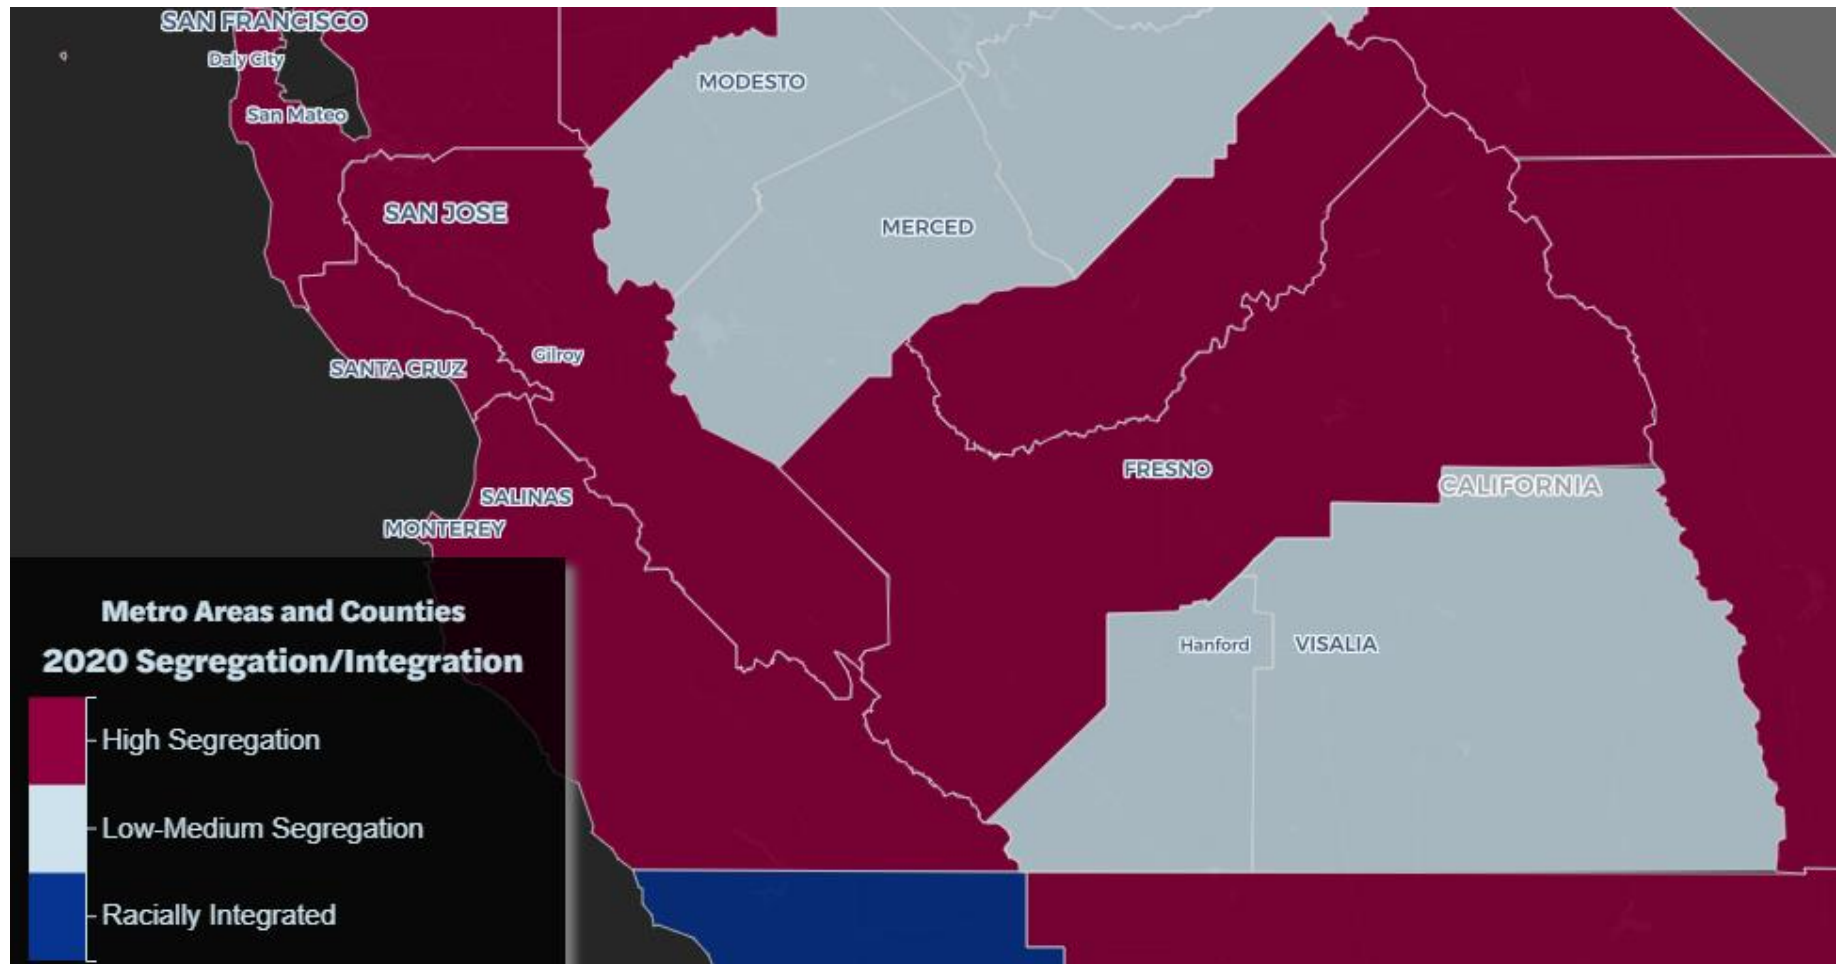 SAN FRANCISCO
Daly City
San Mateo
MODESTO
SAN JOSE
MERCED
Gilroy
SANTA CRUZ
FRESNO
CALIFORNIA
SALINAS
MONTEREY
Hanford
VISALIA
Metro Areas and Counties
2020 Segregation/Integration
High Segregation
Low-Medium Segregation
Racially Integrated